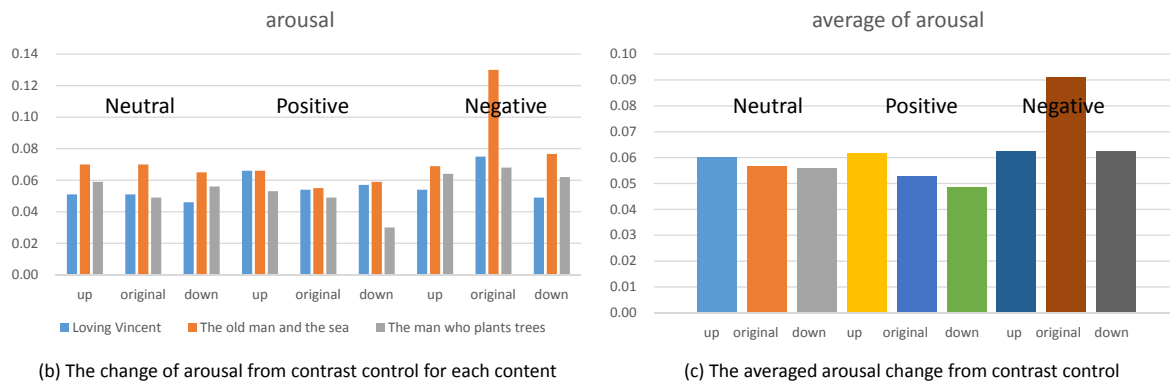 arousal
0.14
0.12
0.10
0.08
0.06
0.04
0.02
0.00
Neutral Positive Negative
up original down up original down up original down
Loving Vincent The old man and the sea The man who plants trees
(b) The change of arousal from contrast control for each content
average of arousal
0.10
0.09
0.08
0.07
0.06
0.05
0.04
0.03
0.02
0.01
0.00
Neutral Positive Negative
up original down up original down up original down
(c) The averaged arousal change from contrast control